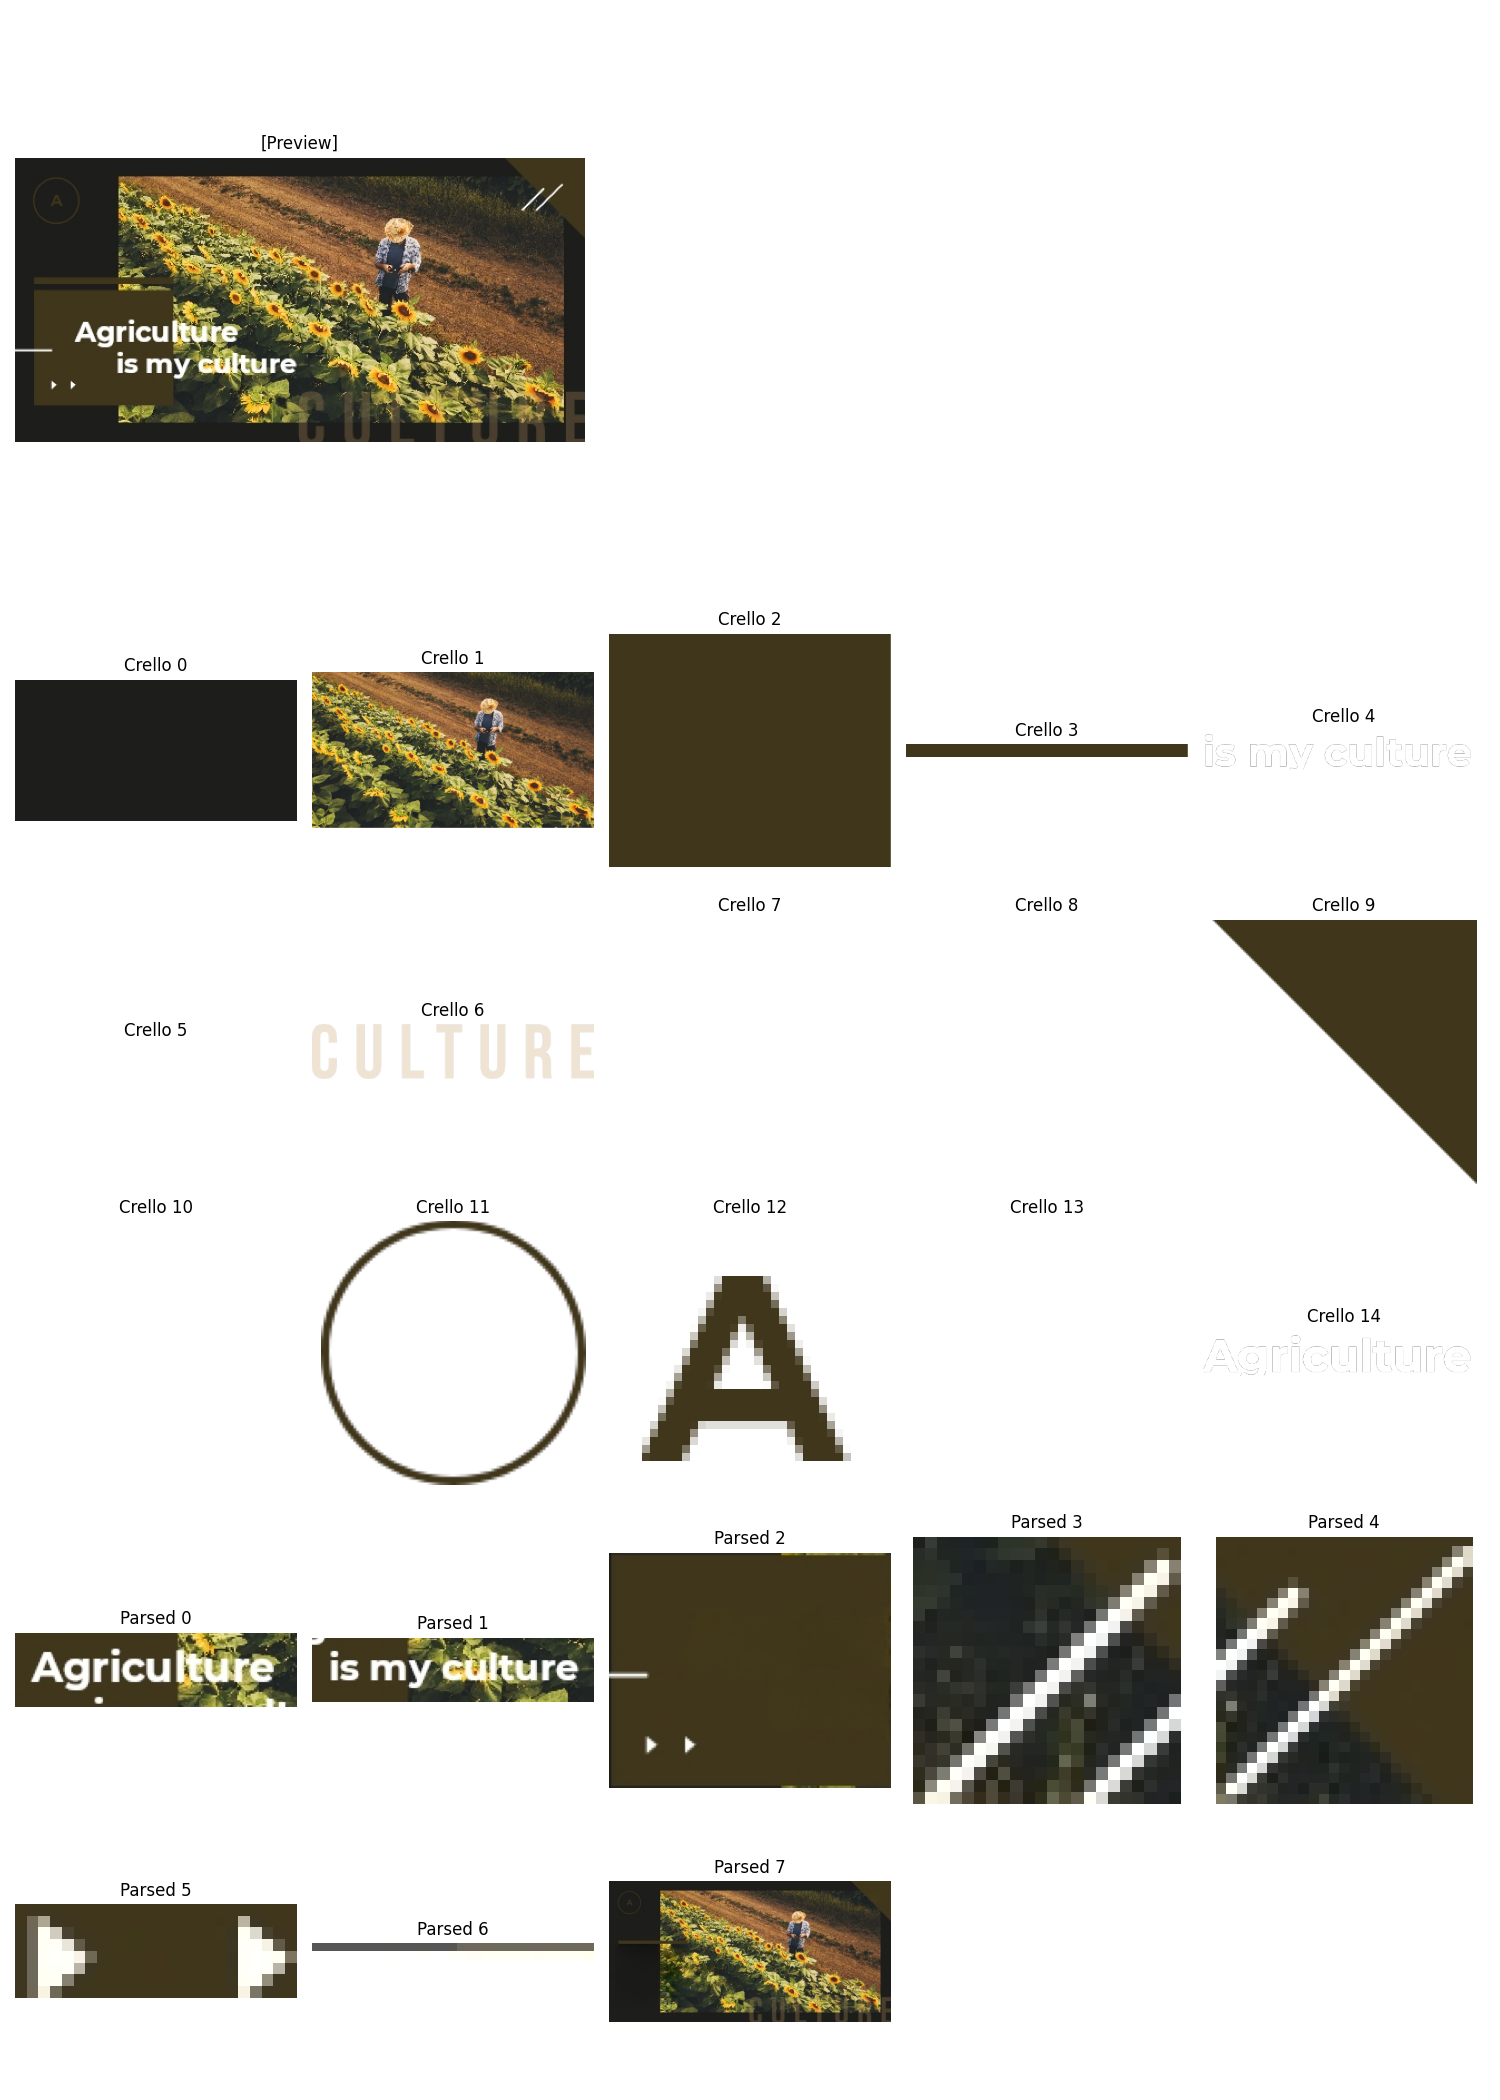 [Preview]
A
Agriculture
is my culture
CULTURE
Crello 0
Crello 1
Crello 2
Crello 3
Crello 4
is my culture
Crello 5
Crello 6
CULTURE
Crello 7
Crello 8
Crello 9
Crello 10
Crello 11
Crello 12
A
Crello 13
Crello 14
Agriculture
Parsed 0
Agriculture
Parsed 1
is my culture
Parsed 2
Parsed 3
Parsed 4
Parsed 5
Parsed 6
Parsed 7
A
CULTURE